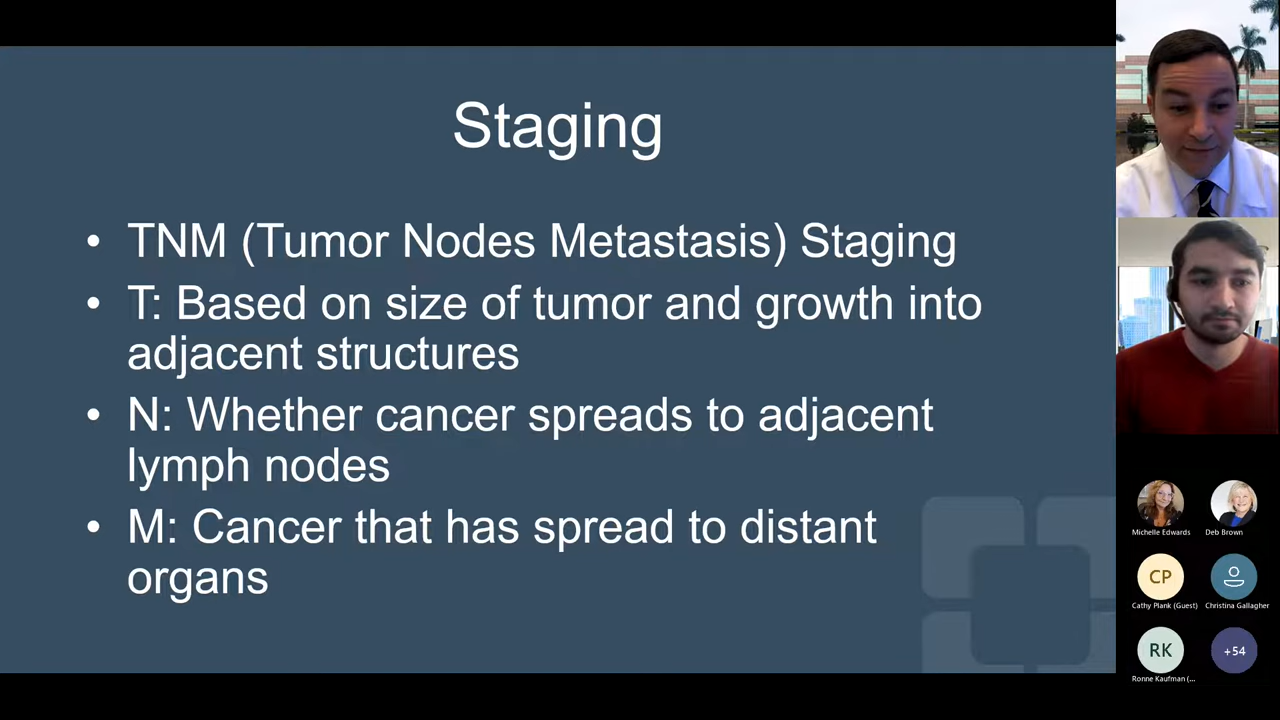 Staging
• TNM (Tumor Nodes Metastasis) Staging
• T: Based on size of tumor and growth into
adjacent structures
• N: Whether cancer spreads to adjacent
lymph nodes
• M: Cancer that has spread to distant
organs
Michelle Edwards
Deb Brown
CP
Cathy Plank (Guest)
Christina Gallagher
RK
+54
Ronne Kaufman (...